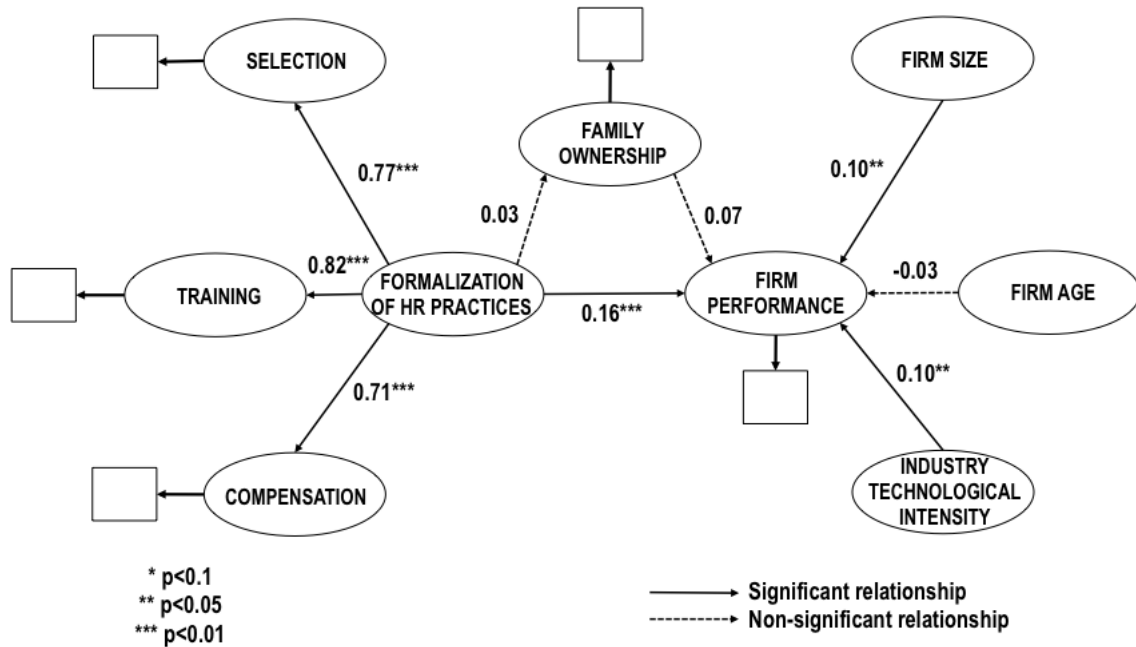 SELECTION
FIRM SIZE
FAMILY
OWNERSHIP
0.77***
0.10**
0.03
0.07
TRAINING
0.82***
FORMALIZATION
OF HR PRACTICES
0.16***
FIRM
PERFORMANCE
-0.03
FIRM AGE
0.71***
0.10**
COMPENSATION
INDUSTRY
TECHNOLOGICAL
INTENSITY
* p<0.1
** p<0.05
*** p<0.01
Significant relationship
Non-significant relationship